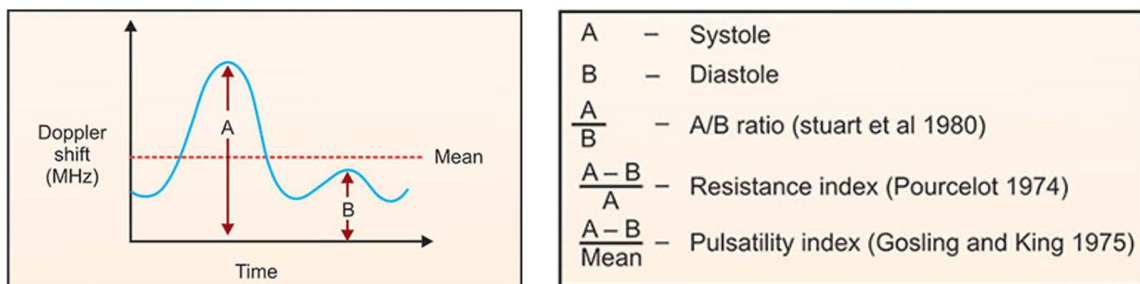 Doppler
shift
(MHz)
A
B
Mean
Time
A – Systole
B – Diastole
A
B
– A/B ratio (stuart et al 1980)
A – B
A
– Resistance index (Pourcelot 1974)
A – B
Mean
– Pulsatility index (Gosling and King 1975)